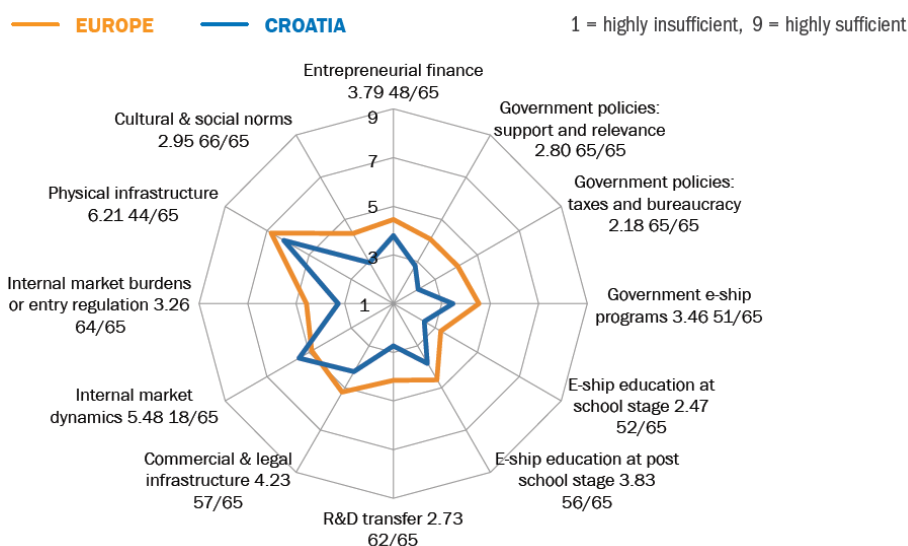 EUROPE
CROATIA
1 = highly insufficient, 9 = highly sufficient
Entrepreneurial finance
3.79 48/65
Government policies:
support and relevance
2.80 65/65
Government policies:
taxes and bureaucracy
2.18 65/65
Government e-ship
programs 3.46 51/65
E-ship education at
school stage 2.47
52/65
E-ship education at post
school stage 3.83
56/65
R&D transfer 2.73
62/65
Commercial & legal
infrastructure 4.23
57/65
Internal market
dynamics 5.48 18/65
Internal market burdens
or entry regulation 3.26
64/65
Physical infrastructure
6.21 44/65
Cultural & social norms
2.95 66/65
9
7
5
3
1